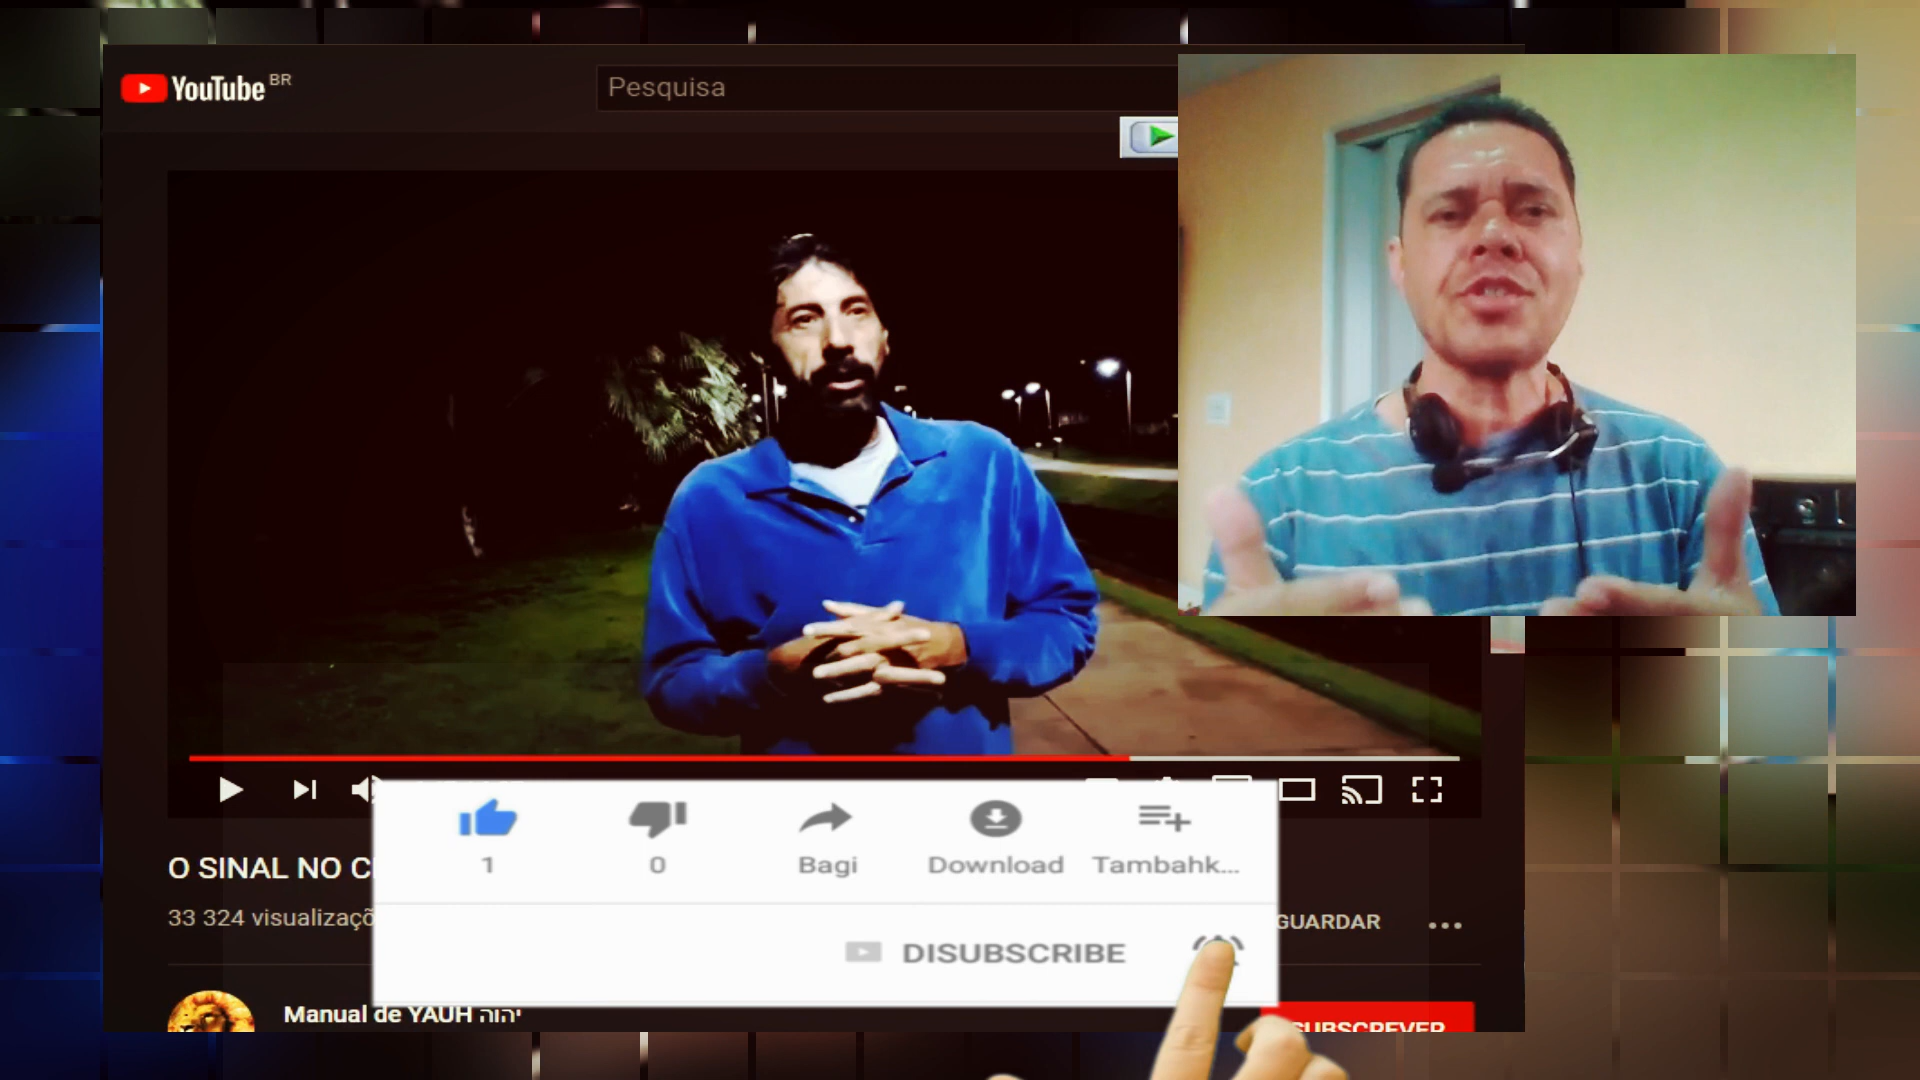 YouTube BR
Pesquisa
1
0
Bagi
Download
Tambahk...
O SINAL NO
33 324 visualizaçõ
GUARDAR
DISUBSCRIBE
Manual de YAUH יהוה
SUBSCREVER